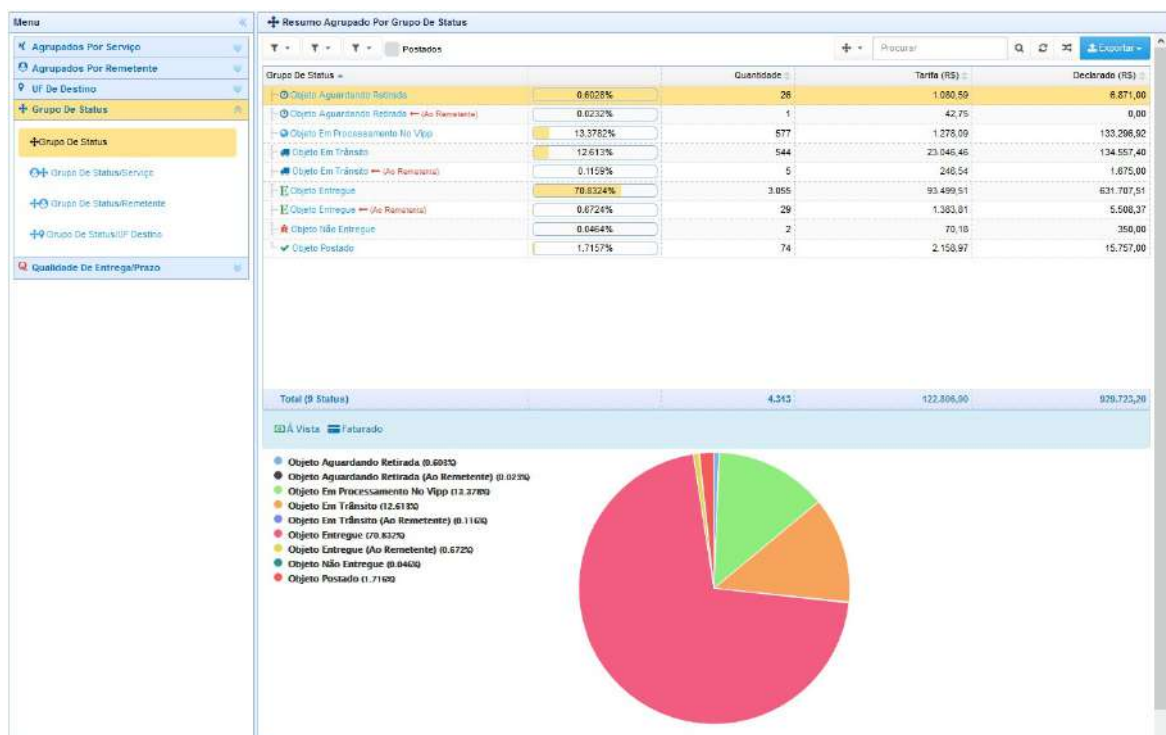 Menu
Agrupados Por Serviço
Agrupados Por Remetente
UF De Destino
Grupo De Status
Grupo De Status
Grupo De Status/Serviço
Grupo De Status/Remetente
Grupo De Status/UF Destino
Qualidade De Entrega/Prazo
Resumo Agrupado Por Grupo De Status
Postados Procurar Exportar
Grupo De Status Quantidade Tarifa (R$) Declarado (R$)
Objeto Aguardando Retirada 0.6028% 26 1.080,59 6.871,00
Objeto Aguardando Retirada (Ao Remetente) 0.0232% 1 42,75 0,00
Objeto Em Processamento No Vipp 13.3782% 577 1.278,09 133.296,92
Objeto Em Trânsito 12.613% 544 23.046,46 134.557,40
Objeto Em Trânsito (Ao Remetente) 0.1159% 5 246,54 1.675,00
Objeto Entregue 70.8324% 3.055 93.499,51 631.707,51
Objeto Entregue (Ao Remetente) 0.6724% 29 1.383,81 5.508,37
Objeto Não Entregue 0.0464% 2 70,18 350,00
Objeto Postado 1.7157% 74 2.158,97 15.757,00
Total (9 Status) 4.313 122.806,90 929.723,20
Á Vista Faturado
Objeto Aguardando Retirada (0.603%)
Objeto Aguardando Retirada (Ao Remetente) (0.023%)
Objeto Em Processamento No Vipp (13.378%)
Objeto Em Trânsito (12.613%)
Objeto Em Trânsito (Ao Remetente) (0.116%)
Objeto Entregue (70.832%)
Objeto Entregue (Ao Remetente) (0.672%)
Objeto Não Entregue (0.046%)
Objeto Postado (1.716%)